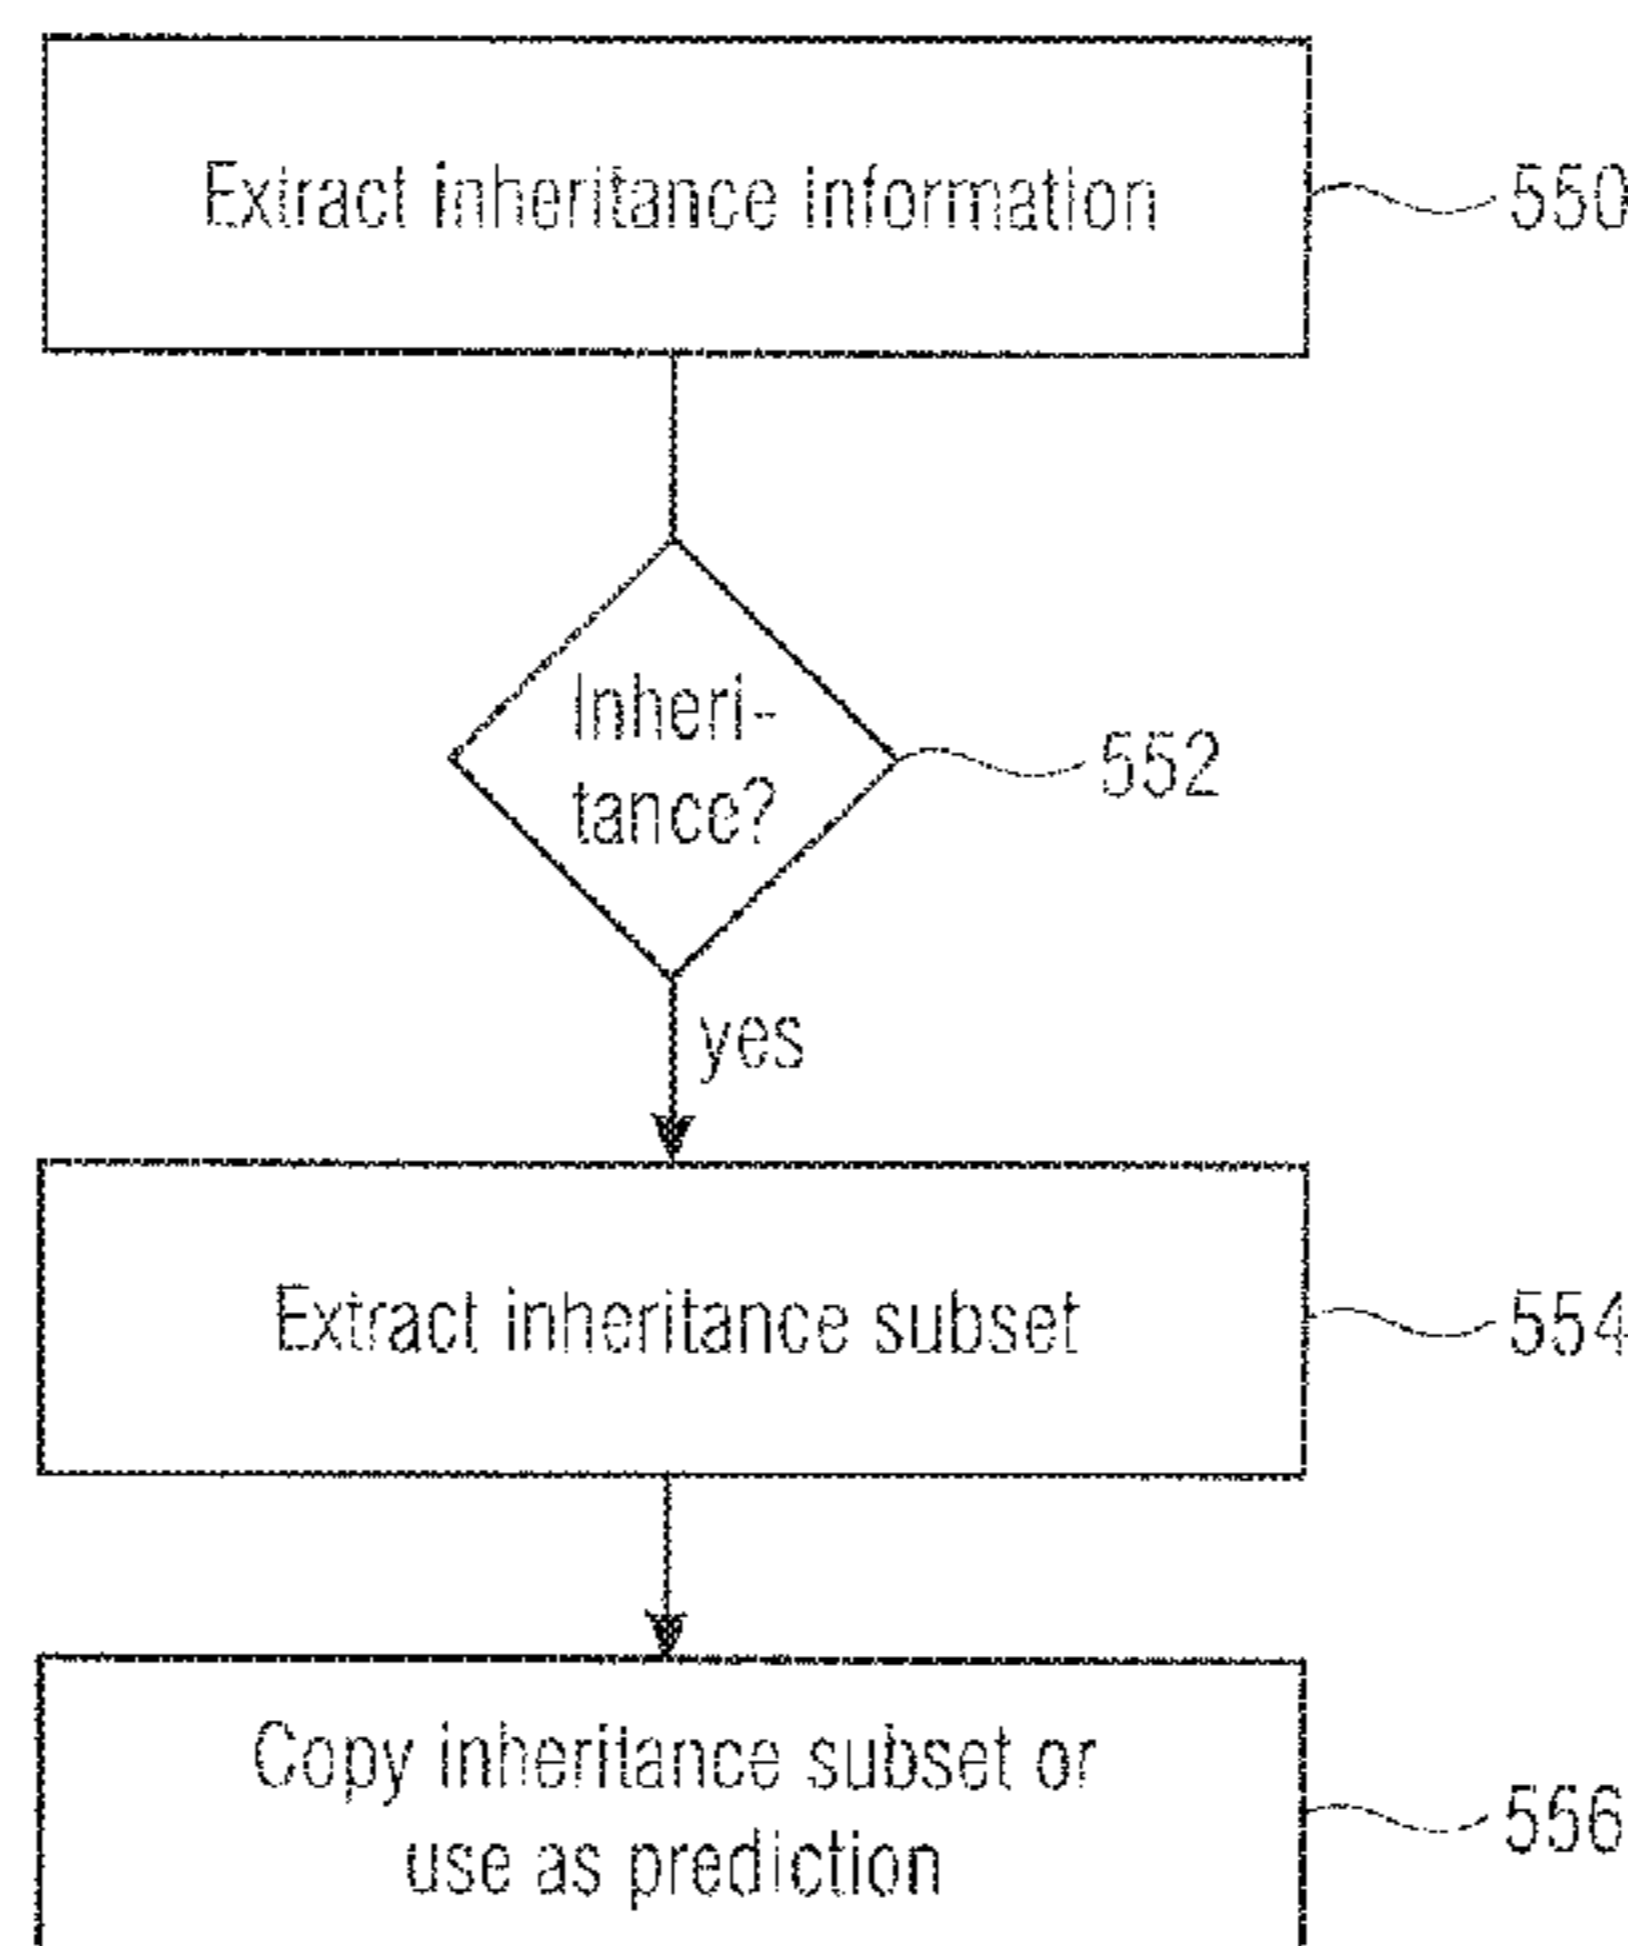 Extract inheritance information
550
Inheri-
tance?
552
yes
Extract inheritance subset
554
Copy inheritance subset or
use as prediction
556